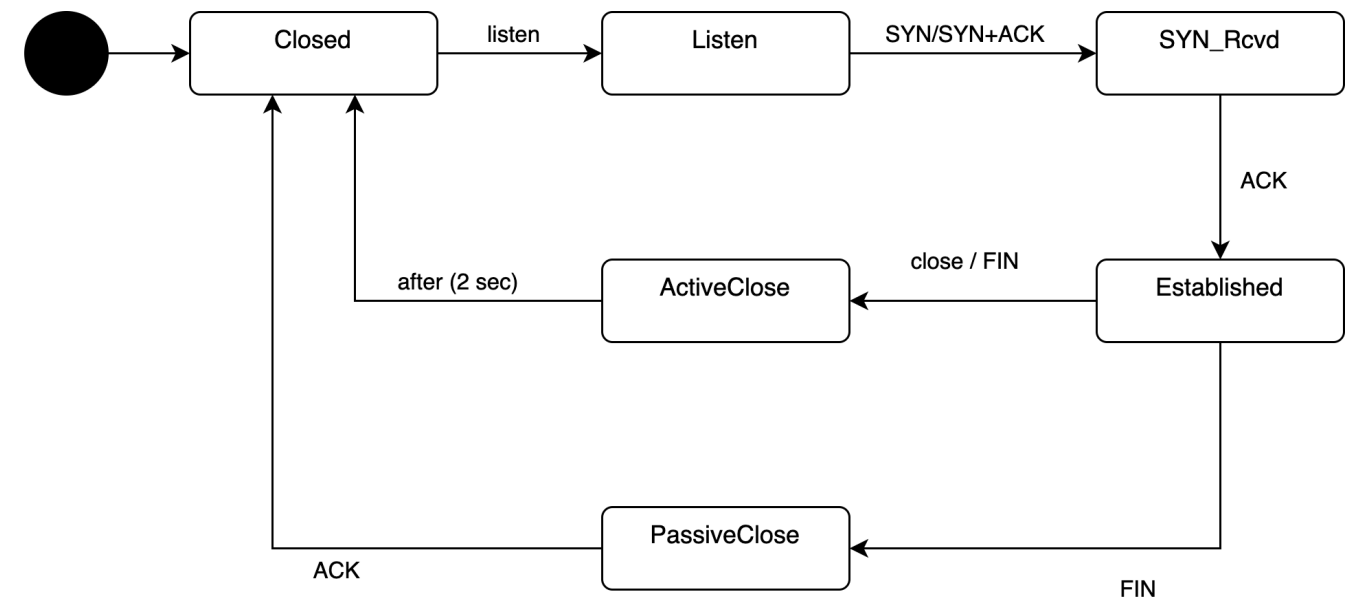 Closed
listen
Listen
SYN/SYN+ACK
SYN_Rcvd
ACK
after (2 sec)
ActiveClose
close / FIN
Established
PassiveClose
ACK
FIN